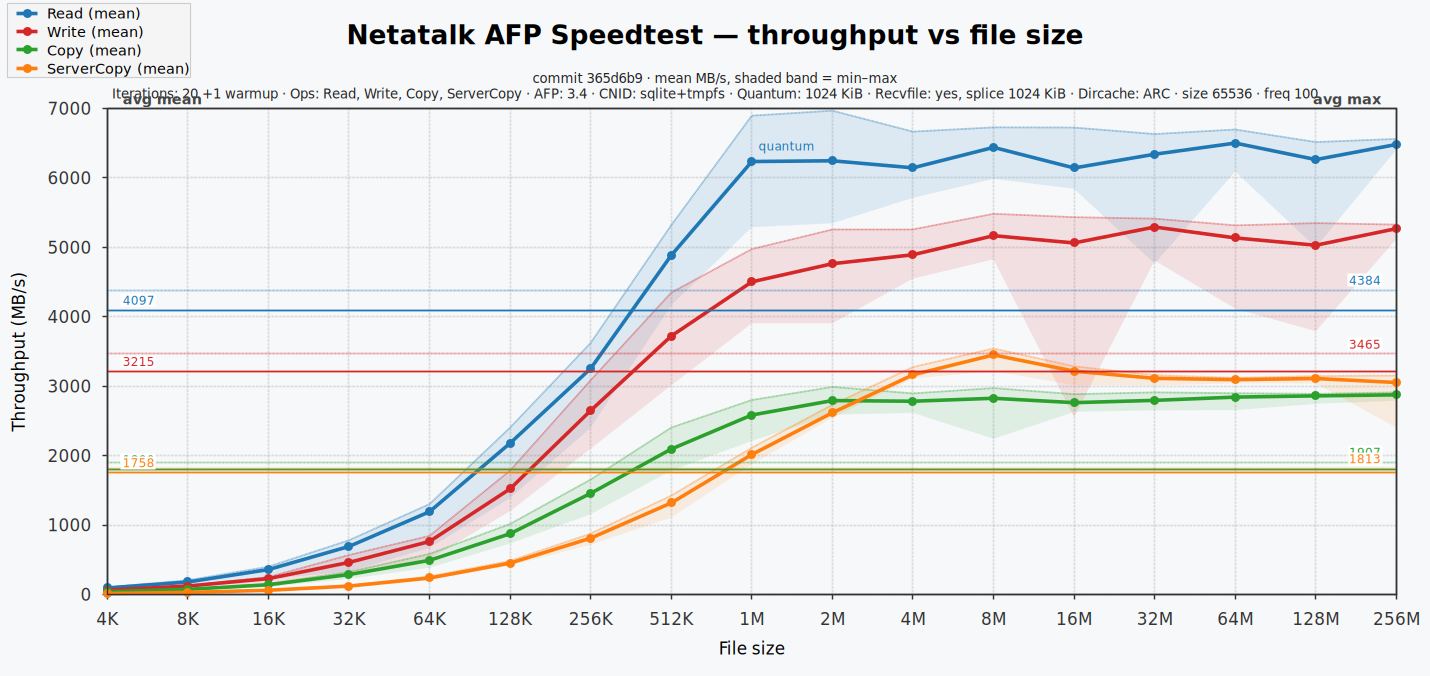 Read (mean)
Write (mean)
Copy (mean)
ServerCopy (mean)
Netatalk AFP Speedtest — throughput vs file size
commit 365d6b9 · mean MB/s, shaded band = min–max
Iterations: 20 +1 warmup · Ops: Read, Write, Copy, ServerCopy · AFP: 3.4 · CNID: sqlite+tmpfs · Quantum: 1024 KiB · Recvfile: yes, splice 1024 KiB · Dircache: ARC · size 65536 · freq 100
avg mean
avg max
7000
quantum
6000
5000
4384
4097
4000
3465
3215
3000
2000
1907
1758
1813
1000
0
Throughput (MB/s)
4K 8K 16K 32K 64K 128K 256K 512K 1M 2M 4M 8M 16M 32M 64M 128M 256M
File size